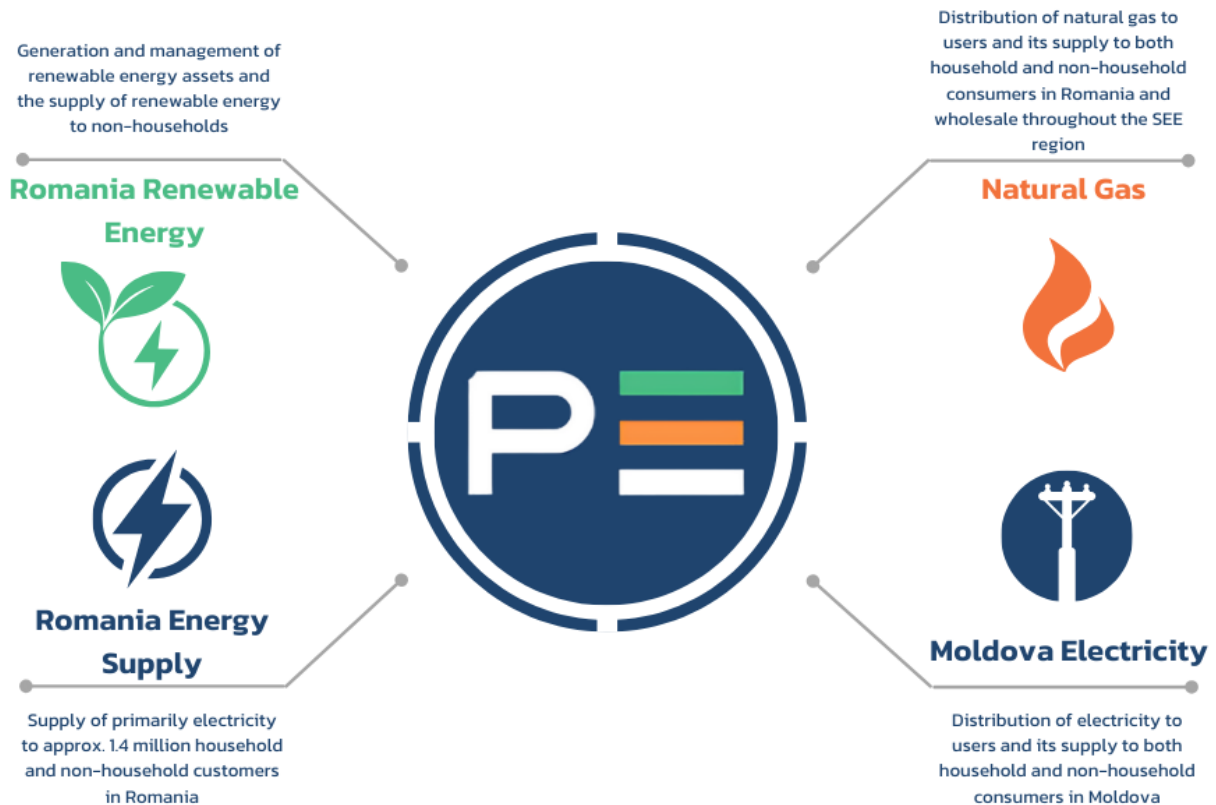 Generation and management of
renewable energy assets and
the supply of renewable energy
to non-households
Romania Renewable
Energy
Distribution of natural gas to
users and its supply to both
household and non-household
consumers in Romania and
wholesale throughout the SEE
region
Natural Gas
PE
Romania Energy
Supply
Supply of primarily electricity
to approx. 1.4 million household
and non-household customers
in Romania
Moldova Electricity
Distribution of electricity to
users and its supply to both
household and non-household
consumers in Moldova